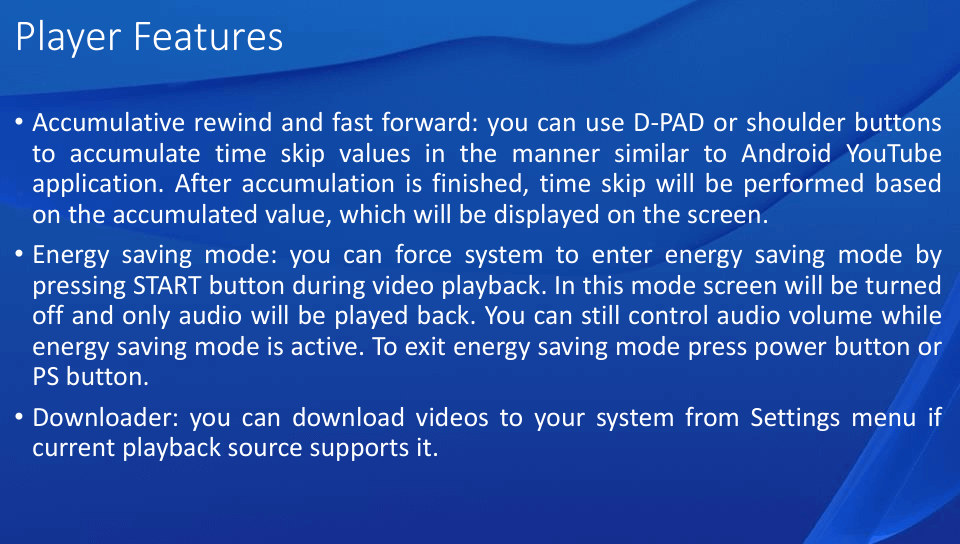 Player Features
• Accumulative rewind and fast forward: you can use D-PAD or shoulder buttons
to accumulate time skip values in the manner similar to Android YouTube
application. After accumulation is finished, time skip will be performed based
on the accumulated value, which will be displayed on the screen.
• Energy saving mode: you can force system to enter energy saving mode by
pressing START button during video playback. In this mode screen will be turned
off and only audio will be played back. You can still control audio volume while
energy saving mode is active. To exit energy saving mode press power button or
PS button.
• Downloader: you can download videos to your system from Settings menu if
current playback source supports it.